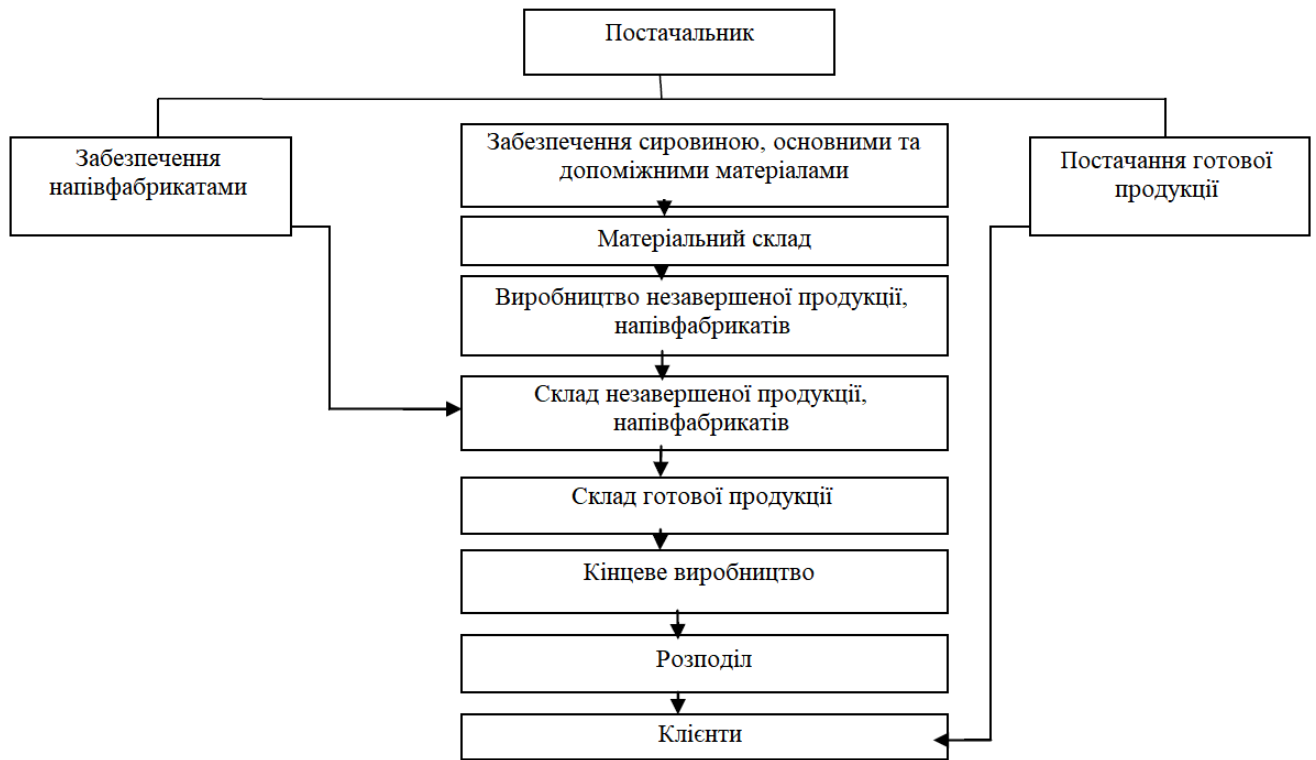 Постачальник
Забезпечення
напівфабрикатами
Забезпечення сировиною, основними та
допоміжними матеріалами
Постачання готової
продукції
Матеріальний склад
Виробництво незавершеної продукції,
напівфабрикатів
Склад незавершеної продукції,
напівфабрикатів
Склад готової продукції
Кінцеве виробництво
Розподіл
Клієнти